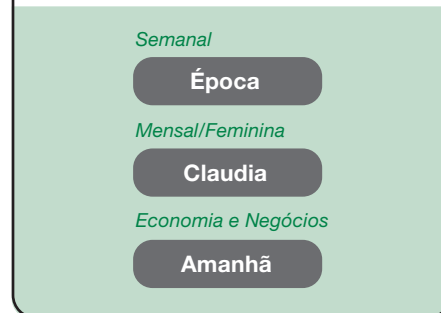 Semanal
Época
Mensal/Feminina
Claudia
Economia e Negócios
Amanhã